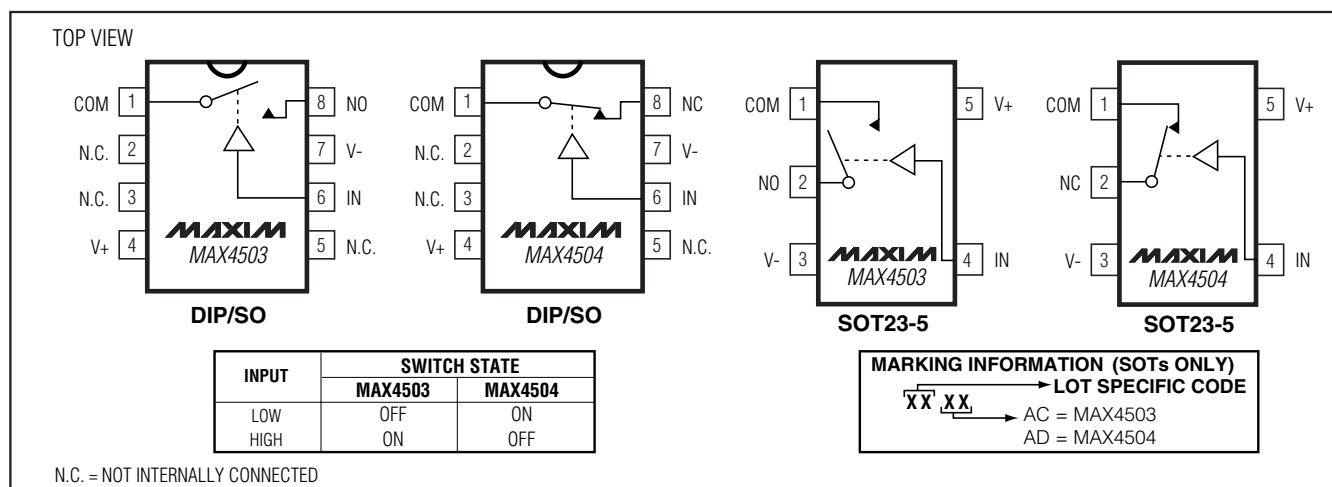 TOP VIEW
COM 1
N.C. 2
N.C. 3
V+ 4
8 NO
7 V-
6 IN
5 N.C.
MAXIM
MAX4503
DIP/SO
COM 1
N.C. 2
N.C. 3
V+ 4
8 NC
7 V-
6 IN
5 N.C.
MAXIM
MAX4504
DIP/SO
COM 1
NO 2
V- 3
5 V+
4 IN
MAXIM
MAX4503
SOT23-5
COM 1
NC 2
V- 3
5 V+
4 IN
MAXIM
MAX4504
SOT23-5
INPUT SWITCH STATE
MAX4503 MAX4504
LOW OFF ON
HIGH ON OFF
MARKING INFORMATION (SOTs ONLY)
LOT SPECIFIC CODE
XX XX
AC = MAX4503
AD = MAX4504
N.C. = NOT INTERNALLY CONNECTED